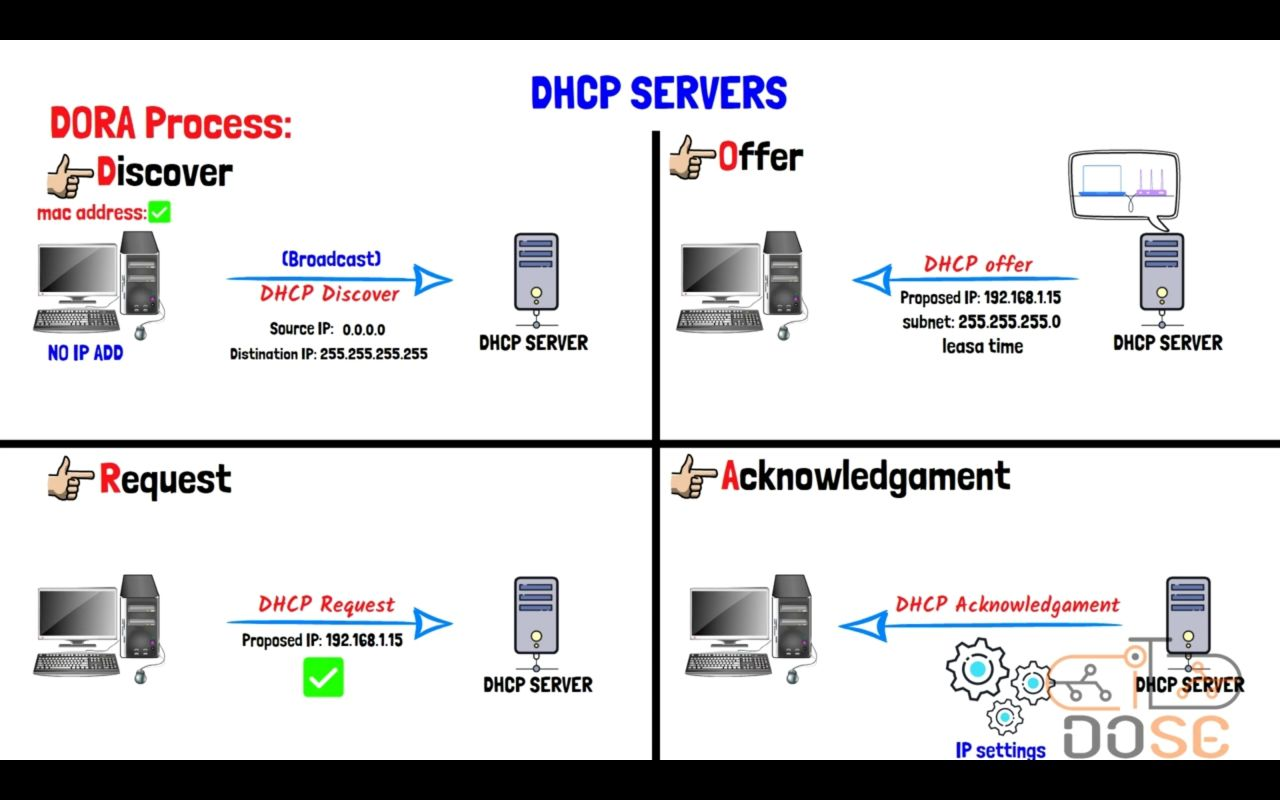 DHCP SERVERS
DORA Process:
Discover
mac address:
(Broadcast)
DHCP Discover
Source IP: 0.0.0.0
Distination IP: 255.255.255.255
NO IP ADD
DHCP SERVER
Offer
DHCP offer
Proposed IP: 192.168.1.15
subnet: 255.255.255.0
leasa time
DHCP SERVER
Request
DHCP Request
Proposed IP: 192.168.1.15
DHCP SERVER
Acknowledgament
DHCP Acknowledgament
DHCP SERVER
IP settings
DOSE